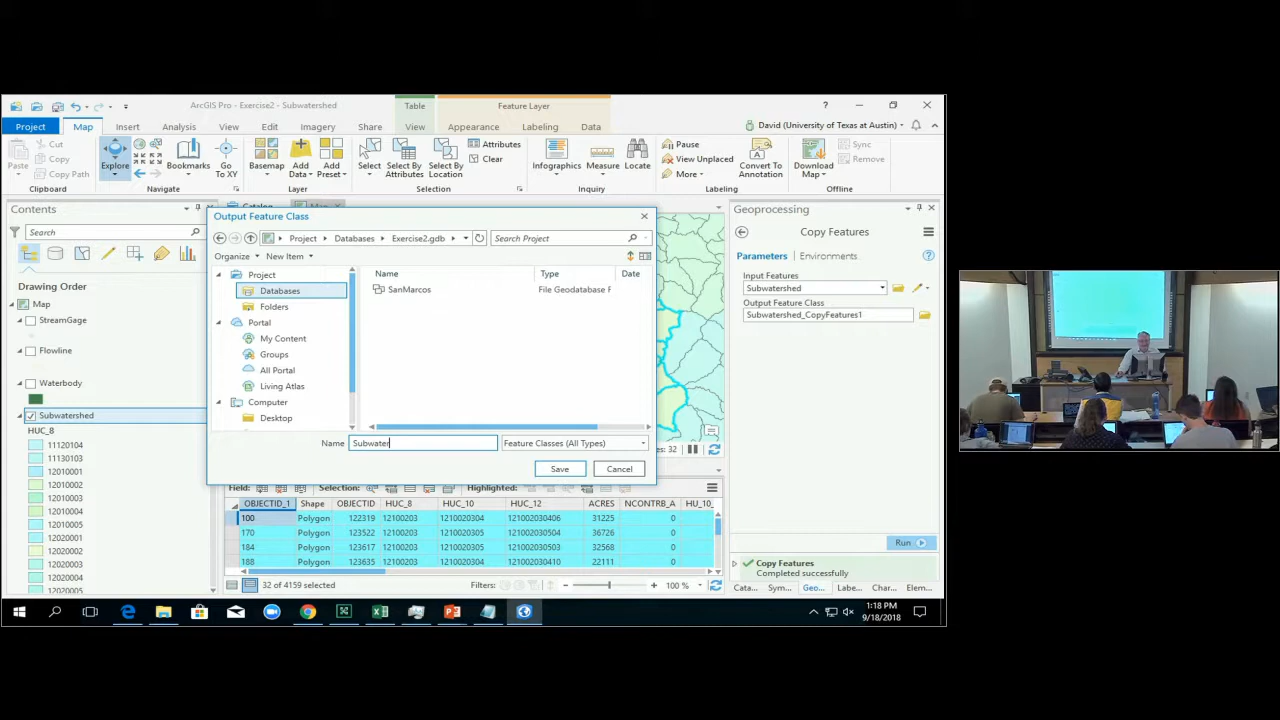 ArcGIS Pro - Exercise2 - Subwatershed
Table
Feature Layer
?
Project
Map
Insert
Analysis
View
Edit
Imagery
Share
View
Appearance
Labeling
Data
David (University of Texas at Austin)
Paste
Cut
Copy
Copy Path
Clipboard
Explore
Bookmarks
Go To XY
Navigate
Basemap
Add Data
Add Preset
Layer
Select
Select By Attributes
Select By Location
Attributes
Clear
Selection
Infographics
Measure
Locate
Inquiry
Pause
View Unplaced
More
Convert To Annotation
Labeling
Download Map
Sync
Remove
Offline
Contents
Search
Drawing Order
Map
StreamGage
Flowline
Waterbody
Subwatershed
HUC_8
11120104
11130103
12010001
12010002
12010003
12010004
12010005
12020001
12020002
12020003
12020004
12020005
Output Feature Class
Project
Databases
Exercise2.gdb
Search Project
Organize
New Item
Project
Databases
Folders
Portal
My Content
Groups
All Portal
Living Atlas
Computer
Desktop
Name
Type
Date
SanMarcos
File Geodatabase F
Name
Subwater
Feature Classes (All Types)
Save
Cancel
Geoprocessing
Copy Features
Parameters
Environments
?
Input Features
Subwatershed
Output Feature Class
Subwatershed_CopyFeatures1
Run
Copy Features
Completed successfully
Cata...
Sym...
Geo...
Labe...
Char...
Elem...
Field:
Selection:
Highlighted:
OBJECTID_1 Shape OBJECTID HUC_8 HUC_10 HUC_12 ACRES NCONTRB_A HU_10_
100 Polygon 122319 12100203 1210020304 121002030406 31225 0
170 Polygon 123522 12100203 1210020305 121002030504 36726 0
184 Polygon 123617 12100203 1210020305 121002030503 32568 0
188 Polygon 123635 12100203 1210020304 121002030410 22111 0
32 of 4159 selected
Filters:
100 %
1:18 PM
9/18/2018